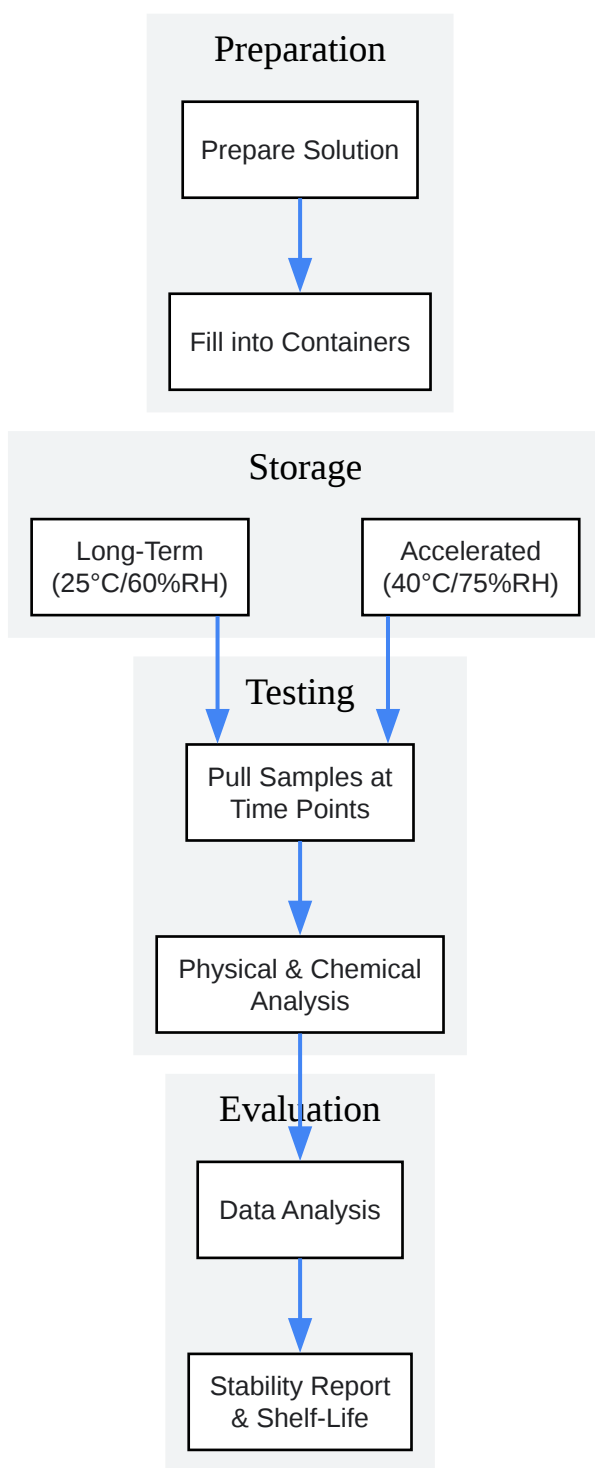 Preparation
Prepare Solution
Fill into Containers
Storage
Long-Term
(25°C/60%RH)
Accelerated
(40°C/75%RH)
Testing
Pull Samples at
Time Points
Physical & Chemical
Analysis
Evaluation
Data Analysis
Stability Report
& Shelf-Life